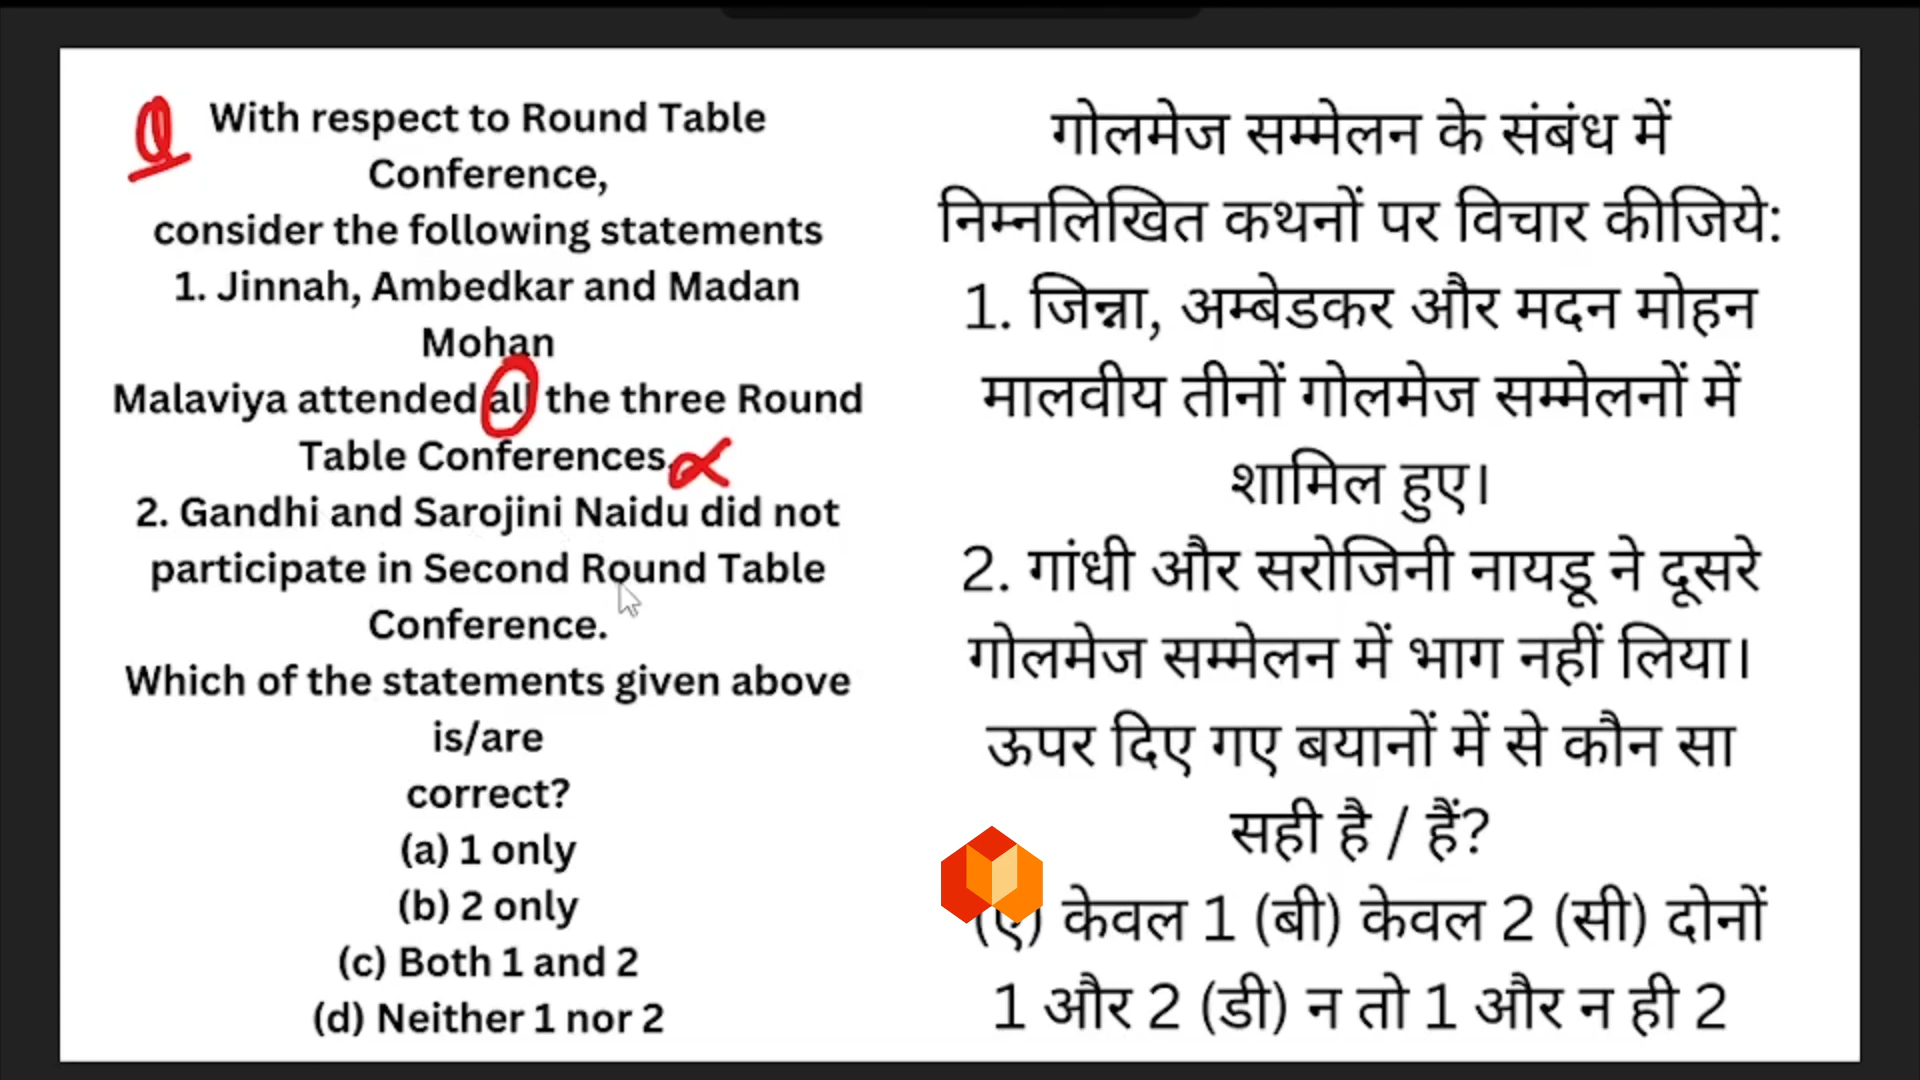 Q With respect to Round Table
Conference,
consider the following statements
1. Jinnah, Ambedkar and Madan
Mohan
Malaviya attended all the three Round
Table Conferences.
2. Gandhi and Sarojini Naidu did not
participate in Second Round Table
Conference.
Which of the statements given above
is/are
correct?
(a) 1 only
(b) 2 only
(c) Both 1 and 2
(d) Neither 1 nor 2
गोलमेज सम्मेलन के संबंध में
निम्नलिखित कथनों पर विचार कीजिये:
1. जिन्ना, अम्बेडकर और मदन मोहन
मालवीय तीनों गोलमेज सम्मेलनों में
शामिल हुए।
2. गांधी और सरोजिनी नायडू ने दूसरे
गोलमेज सम्मेलन में भाग नहीं लिया।
ऊपर दिए गए बयानों में से कौन सा
सही है / हैं?
(ए) केवल 1 (बी) केवल 2 (सी) दोनों
1 और 2 (डी) न तो 1 और न ही 2